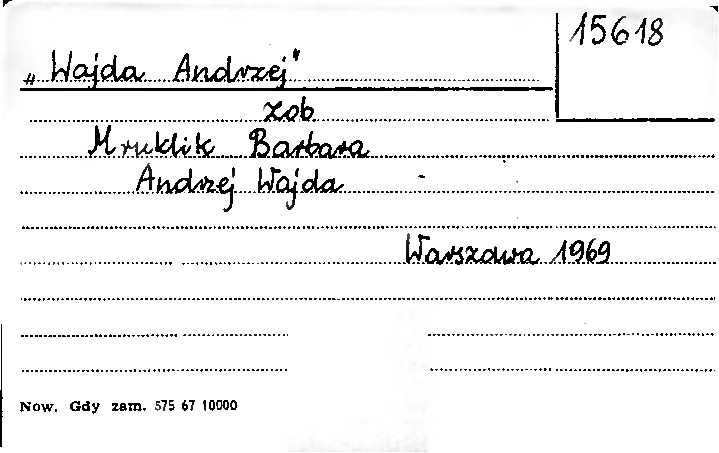 15618
„Wajda Andrzej"
zob
Mruklik Barbara
Andrzej Wajda
Warszawa 1969
Now. Gdy zam. 575 67 10000